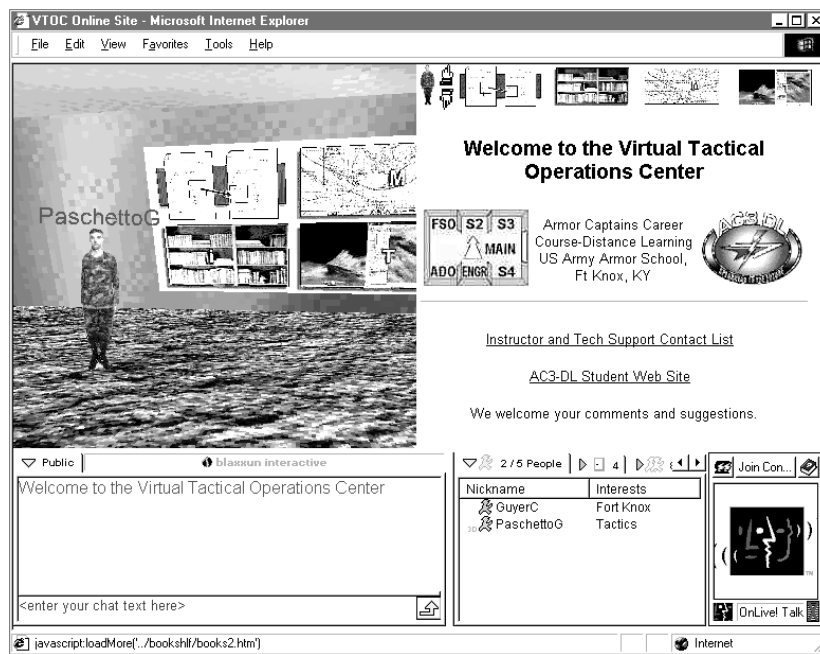 VTOC Online Site - Microsoft Internet Explorer
File Edit View Favorites Tools Help
Welcome to the Virtual Tactical
Operations Center
PaschettoG
FSO S2 S3
MAIN
ADO ENGR S4
Armor Captains Career
Course-Distance Learning
US Army Armor School,
Ft Knox, KY
AC3-DL
Instructor and Tech Support Contact List
AC3-DL Student Web Site
We welcome your comments and suggestions.
Public
blaxxun interactive
2/5 People
4
Join Con...
Welcome to the Virtual Tactical Operations Center
Nickname Interests
GuyerC Fort Knox
3D PaschettoG Tactics
TM
<enter your chat text here>
OnLive! Talk
javascript:loadMore('../bookshlf/books2.htm')
Internet